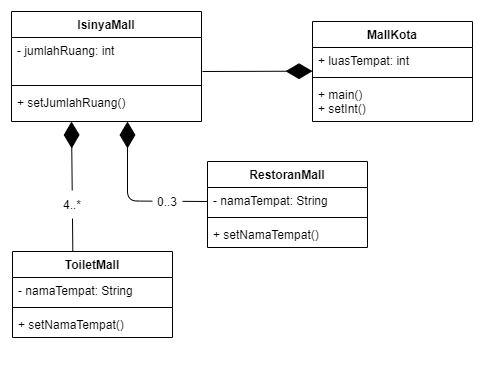 IsinyaMall
- jumlahRuang: int
+ setJumlahRuang()
MallKota
+ luasTempat: int
+ main()
+ setInt()
4..*
0..3
RestoranMall
- namaTempat: String
+ setNamaTempat()
ToiletMall
- namaTempat: String
+ setNamaTempat()